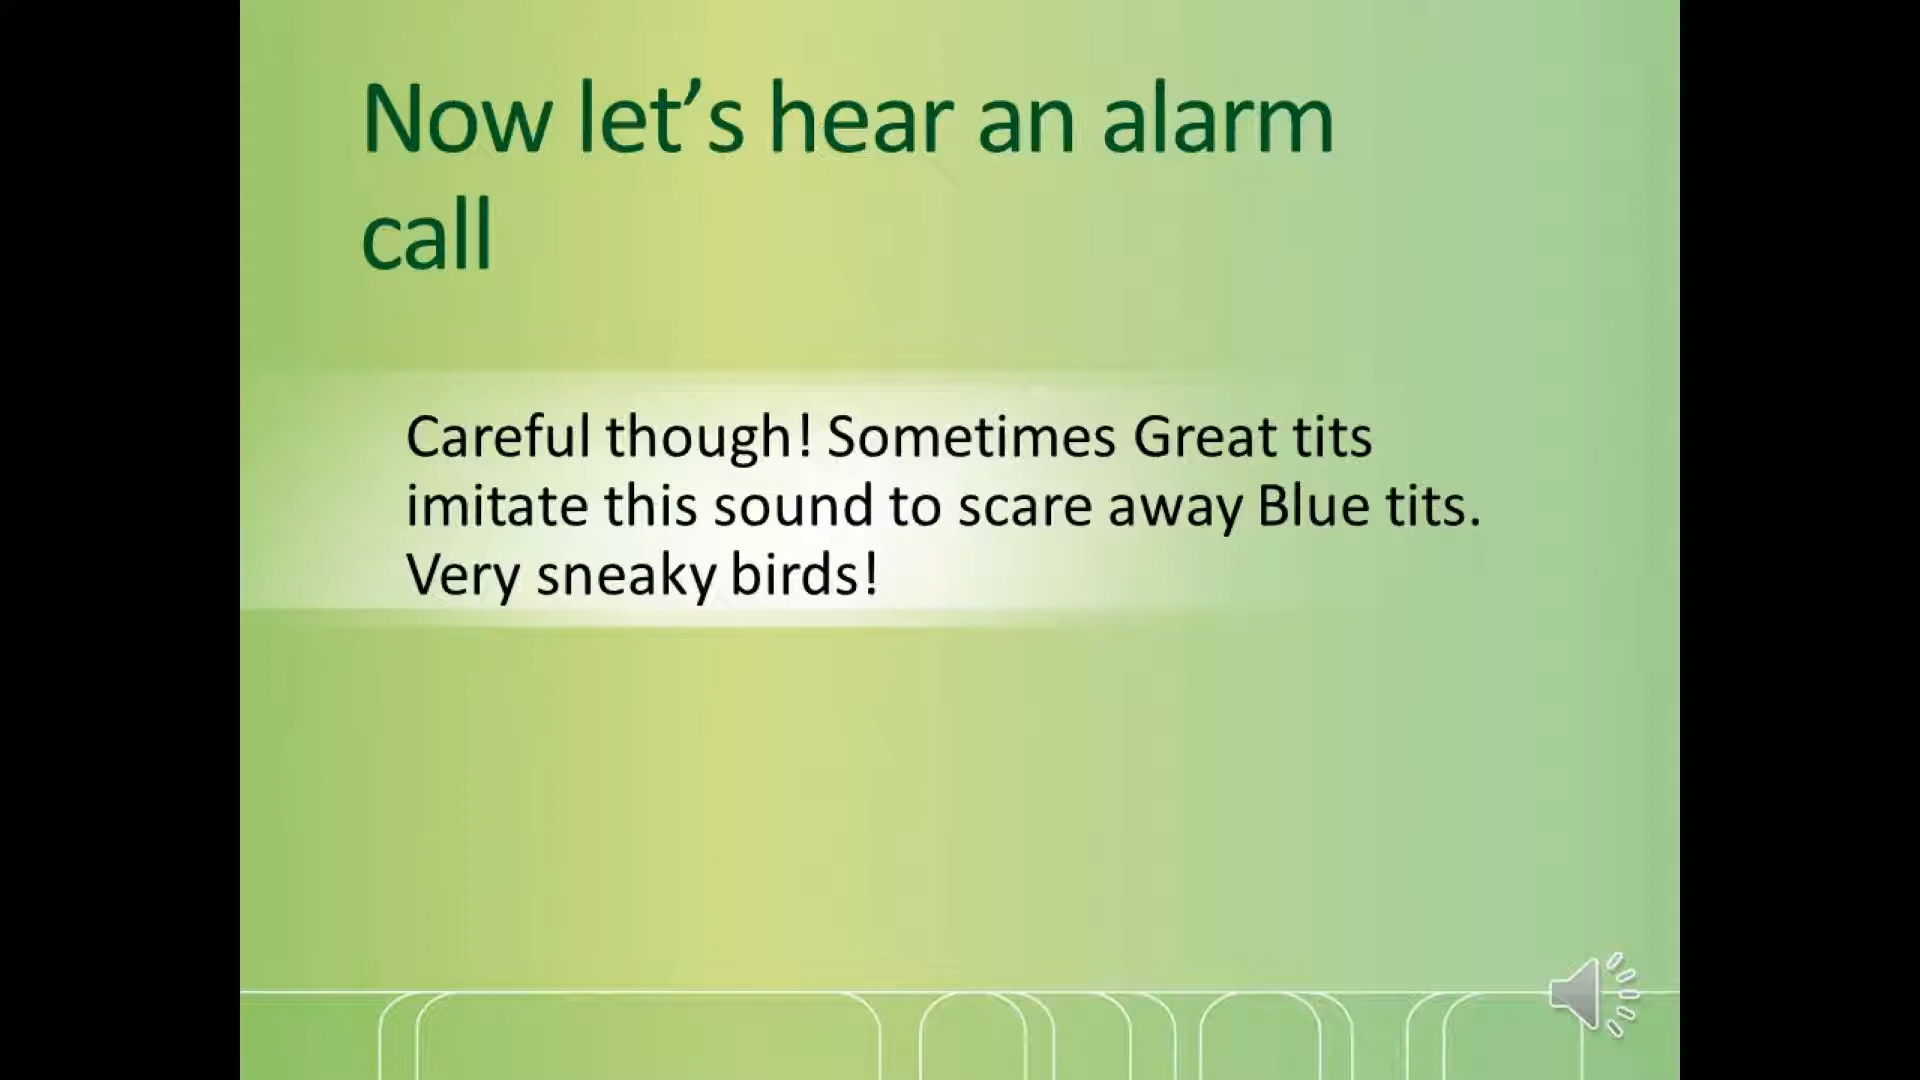 Now let’s hear an alarm
call
Careful though! Sometimes Great tits
imitate this sound to scare away Blue tits.
Very sneaky birds!